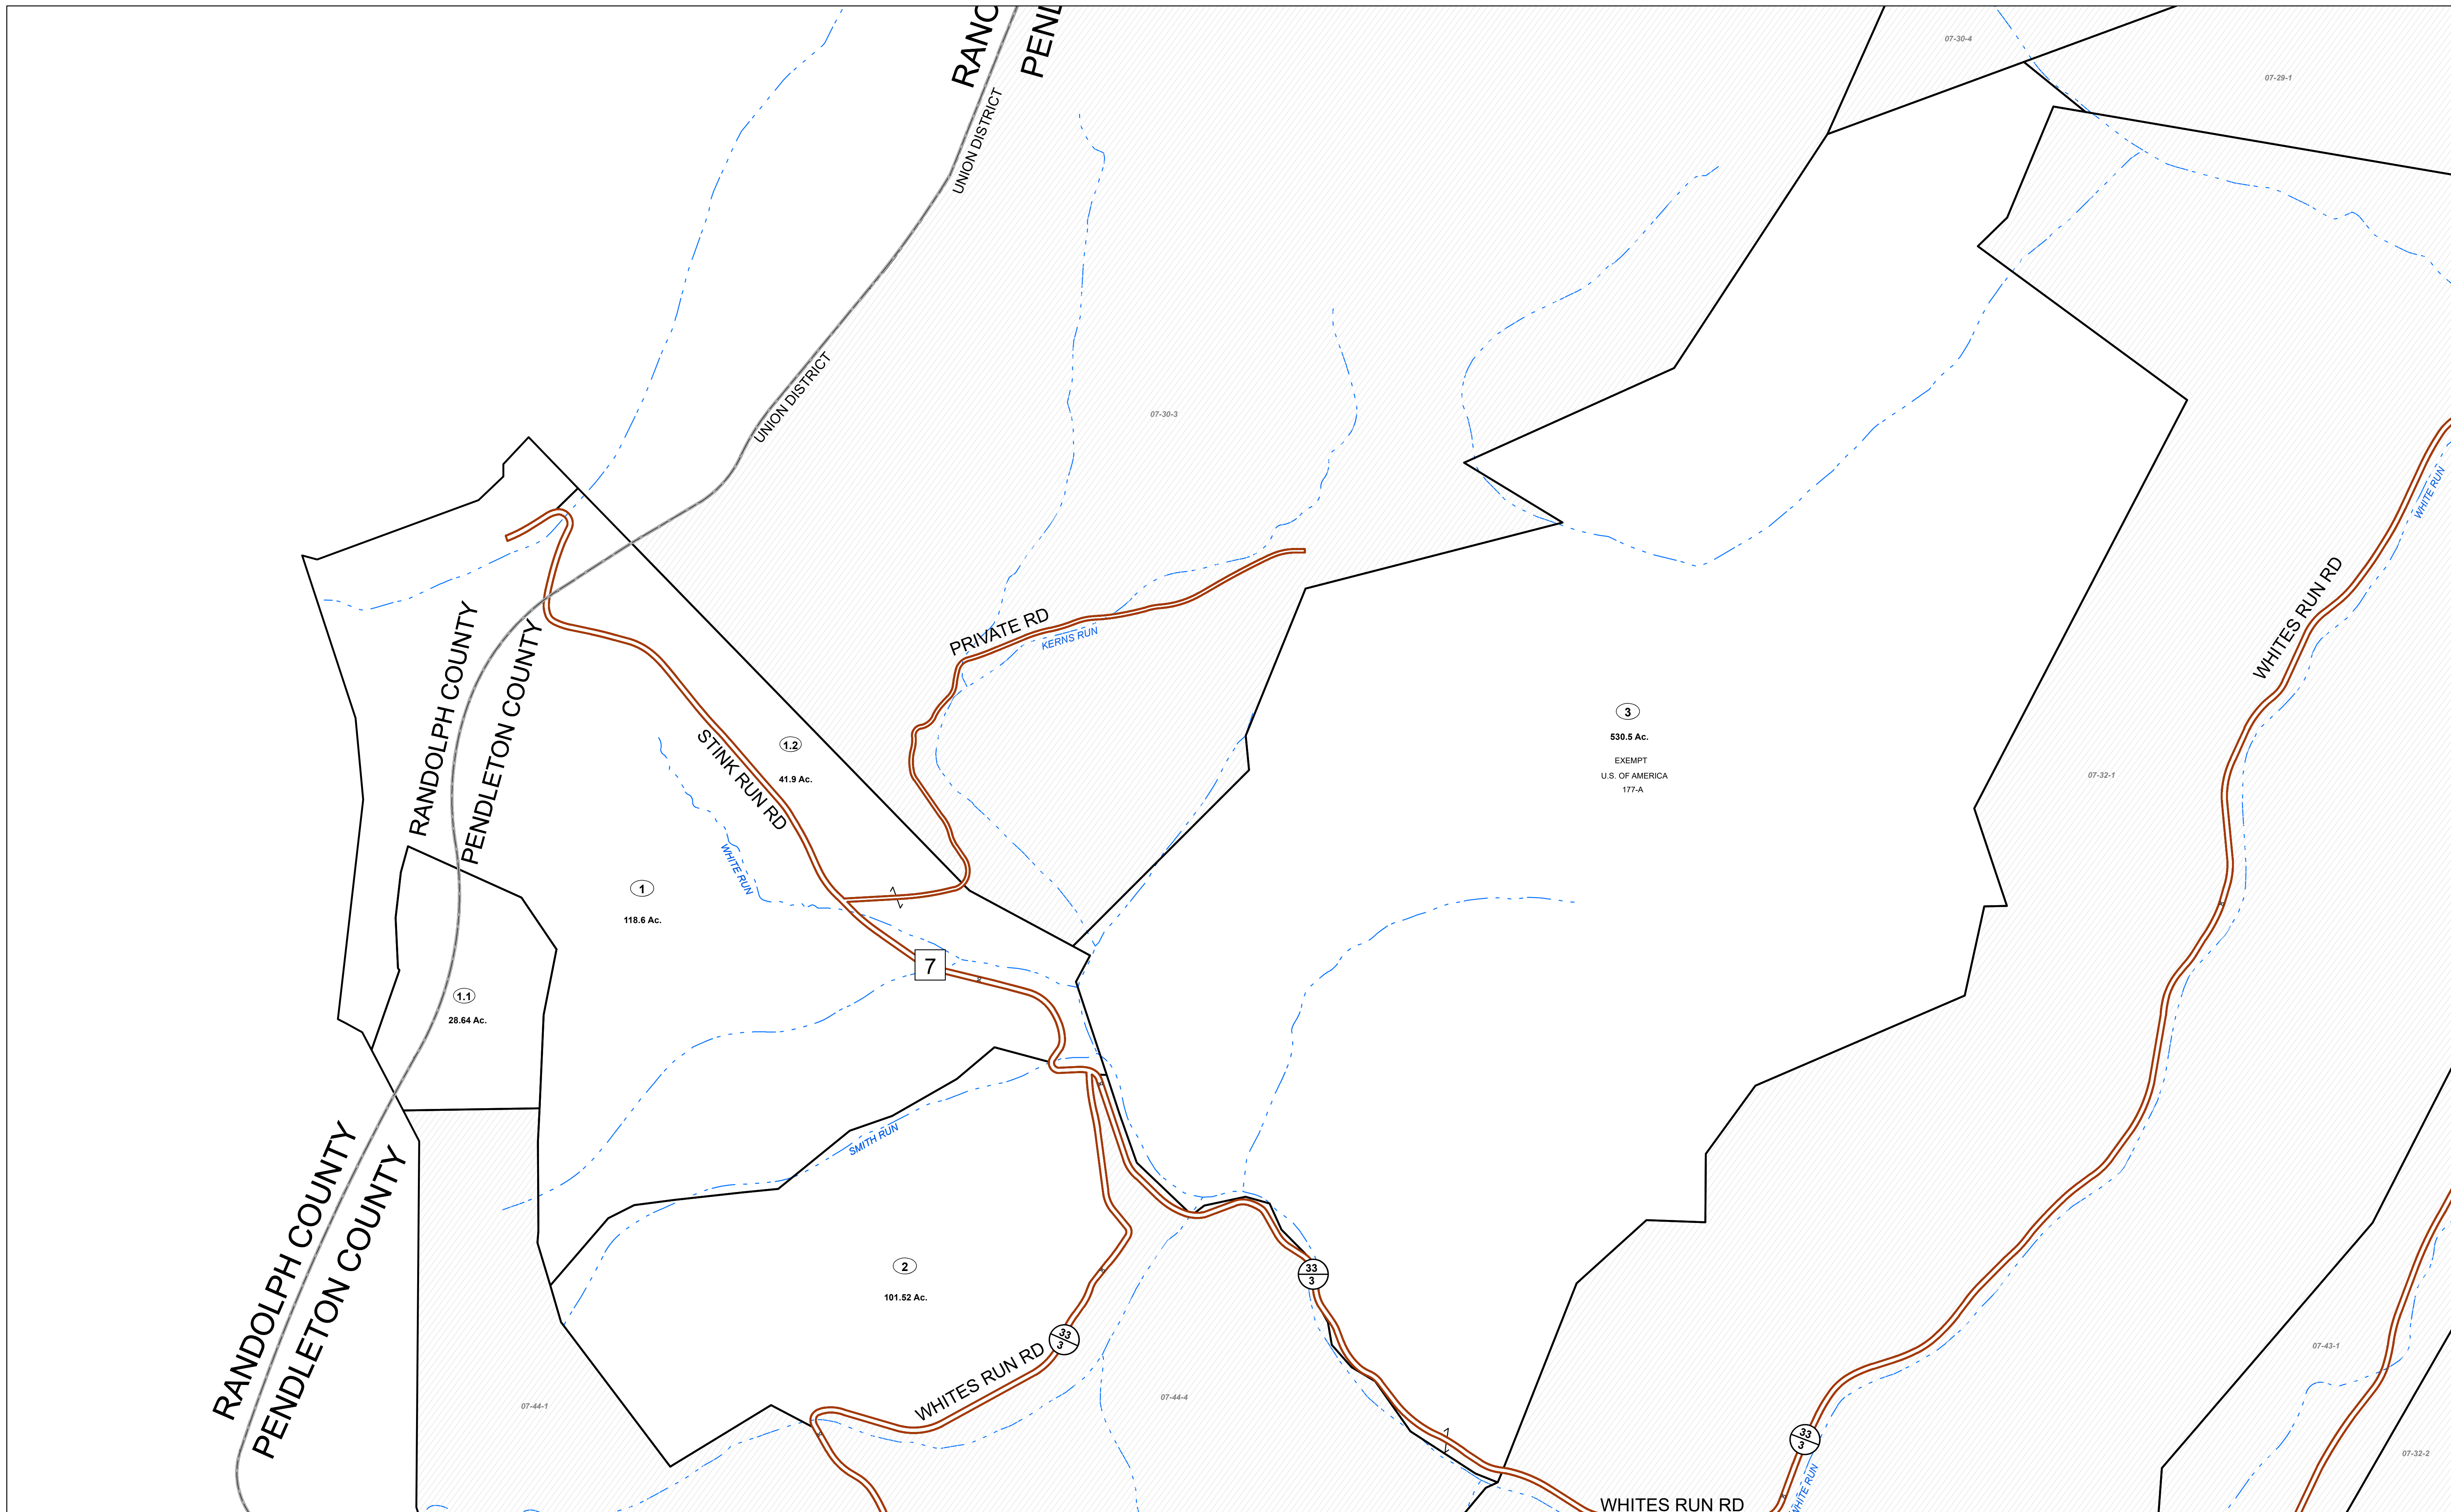 RANDO
PENDL
UNION DISTRICT
07-30-4
07-29-1
UNION DISTRICT
07-30-3
WHITE RUN
WHITES RUN RD
RANDOLPH COUNTY
PENDLETON COUNTY
PRIVATE RD
KERNS RUN
3
530.5 Ac.
EXEMPT
U.S. OF AMERICA
177-A
07-32-1
1.2
41.9 Ac.
STINK RUN RD
WHITE RUN
1
118.6 Ac.
7
1.1
28.64 Ac.
SMITH RUN
RANDOLPH COUNTY
PENDLETON COUNTY
2
101.52 Ac.
33
3
33
3
WHITES RUN RD
07-44-1
07-44-4
07-43-1
33
3
07-32-2
WHITE RUN
WHITES RUN RD